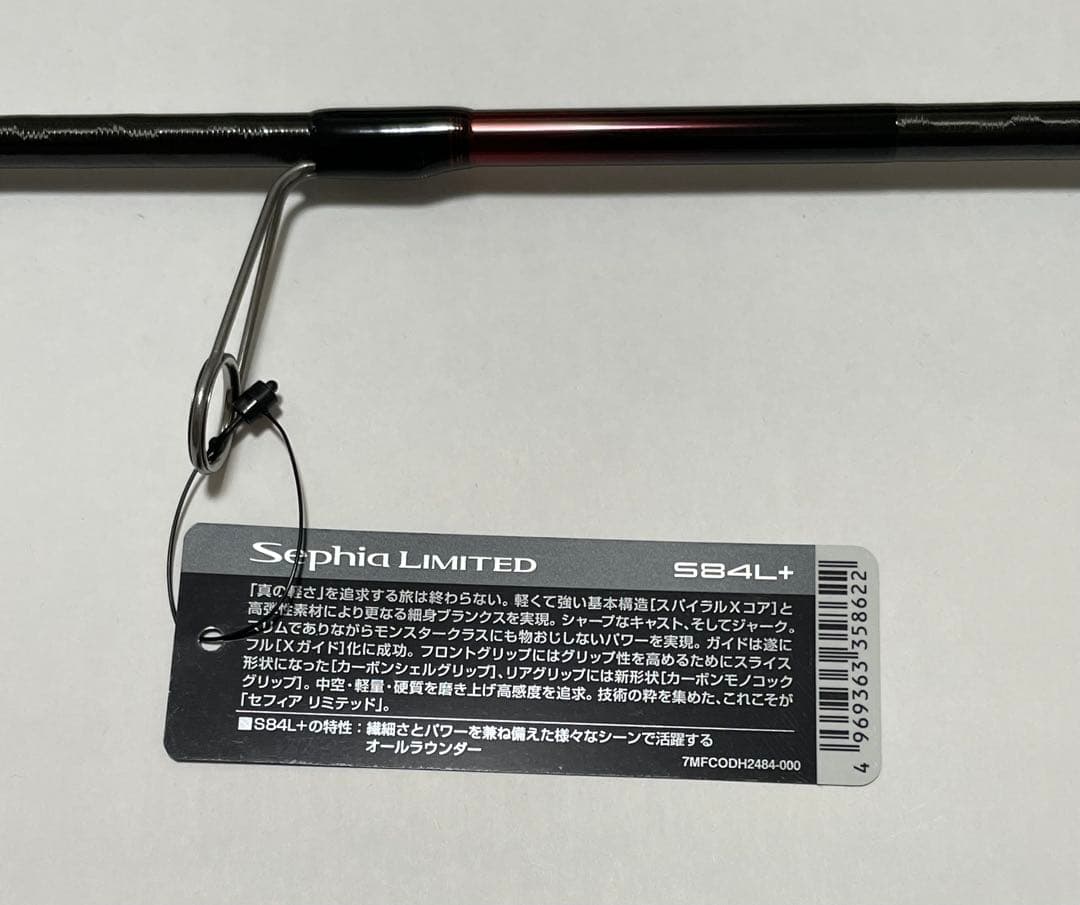 Sephia LIMITED S84L+
「真の軽さ」を追求する旅は終わらない。軽くて強い基本構造[スパイラルXコア]と
高弾性素材により更なる細身ブランクスを実現。シャープなキャスト、そしてジャーク。
スリムでありながらモンスタークラスにも物おじしないパワーを実現。ガイドは遂に
フル[Xガイド]化に成功。フロントグリップにはグリップ性を高めるためにスライス
形状になった[カーボンシェルグリップ]、リアグリップには新形状[カーボンモノコック
グリップ]。中空・軽量・硬質を磨き上げ高感度を追求。技術の粋を集めた、これこそが
「セフィア リミテッド」。
■S84L+の特性：繊細さとパワーを兼ね備えた様々なシーンで活躍する
オールラウンダー
7MFCODH2484-000
4 969363 358622